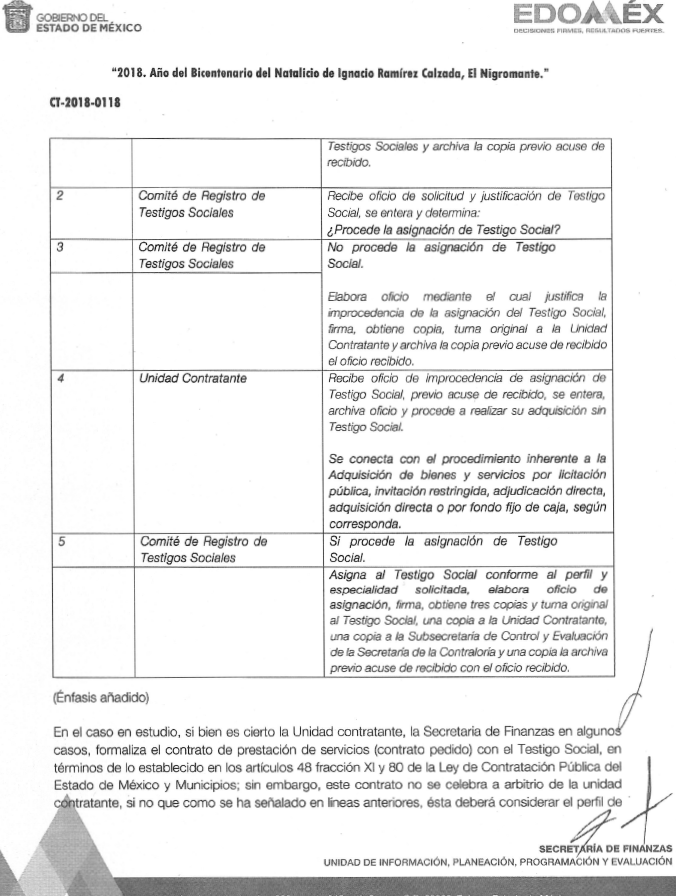 GOBIERNO DEL
ESTADO DE MÉXICO
EDOMÉX
DECISIONES FIRMES, RESULTADOS FUERTES.
"2018. Año del Bicentenario del Natalicio de Ignacio Ramírez Calzada, El Nigromante."
CT-2018-0118
Testigos Sociales y archiva la copia previo acuse de
recibido.
2
Comité de Registro de
Testigos Sociales
Recibe oficio de solicitud y justificación de Testigo
Social, se entera y determina:
¿Procede la asignación de Testigo Social?
3
Comité de Registro de
Testigos Sociales
No procede la asignación de Testigo
Social.
Elabora oficio mediante el cual justifica la
improcedencia de la asignación del Testigo Social,
firma, obtiene copia, turna original a la Unidad
Contratante y archiva la copia previo acuse de recibido
el oficio recibido.
4
Unidad Contratante
Recibe oficio de improcedencia de asignación de
Testigo Social, previo acuse de recibido, se entera,
archiva oficio y procede a realizar su adquisición sin
Testigo Social.
Se conecta con el procedimiento inherente a la
Adquisición de bienes y servicios por licitación
pública, invitación restringida, adjudicación directa,
adquisición directa o por fondo fijo de caja, según
corresponda.
5
Comité de Registro de
Testigos Sociales
Si procede la asignación de Testigo
Social.
Asigna al Testigo Social conforme al perfil y
especialidad solicitada, elabora oficio de
asignación, firma, obtiene tres copias y turna original
al Testigo Social, una copia a la Unidad Contratante,
una copia a la Subsecretaría de Control y Evaluación
de la Secretaría de la Contraloría y una copia la archiva
previo acuse de recibido con el oficio recibido.
(Énfasis añadido)
En el caso en estudio, si bien es cierto la Unidad contratante, la Secretaria de Finanzas en algunos
casos, formaliza el contrato de prestación de servicios (contrato pedido) con el Testigo Social, en
términos de lo establecido en los artículos 48 fracción XI y 80 de la Ley de Contratación Pública del
Estado de México y Municipios; sin embargo, este contrato no se celebra a arbitrio de la unidad
contratante, si no que como se ha señalado en líneas anteriores, ésta deberá considerar el perfil de
SECRETARÍA DE FINANZAS
UNIDAD DE INFORMACIÓN, PLANEACIÓN, PROGRAMACIÓN Y EVALUACIÓN